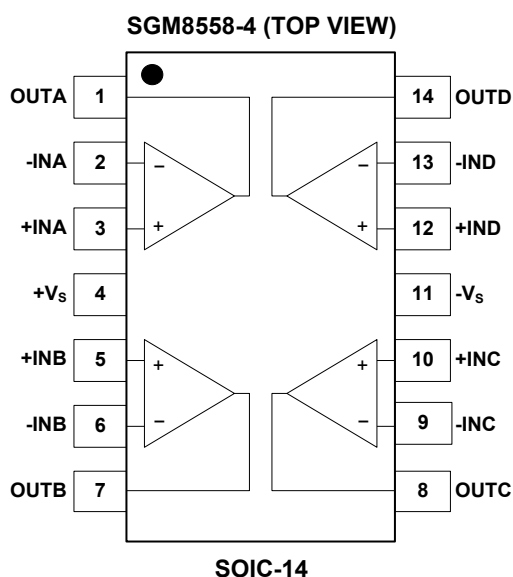 SGM8558-4 (TOP VIEW)
OUTA 1 14 OUTD
-INA 2 − − 13 -IND
+INA 3 + + 12 +IND
+VS 4 11 -VS
+INB 5 + + 10 +INC
-INB 6 − − 9 -INC
OUTB 7 8 OUTC
SOIC-14